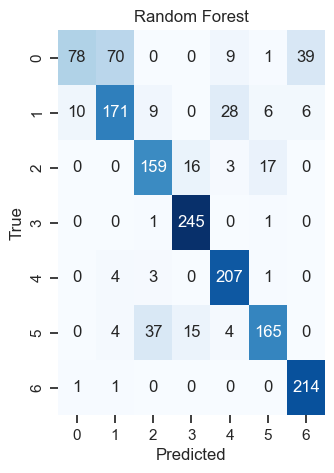 Random Forest
0 78 70 0 0 9 1 39
1 10 171 9 0 28 6 6
2 0 0 159 16 3 17 0
3 0 0 1 245 0 1 0
4 0 4 3 0 207 1 0
5 0 4 37 15 4 165 0
6 1 1 0 0 0 0 214
True
0 1 2 3 4 5 6
Predicted